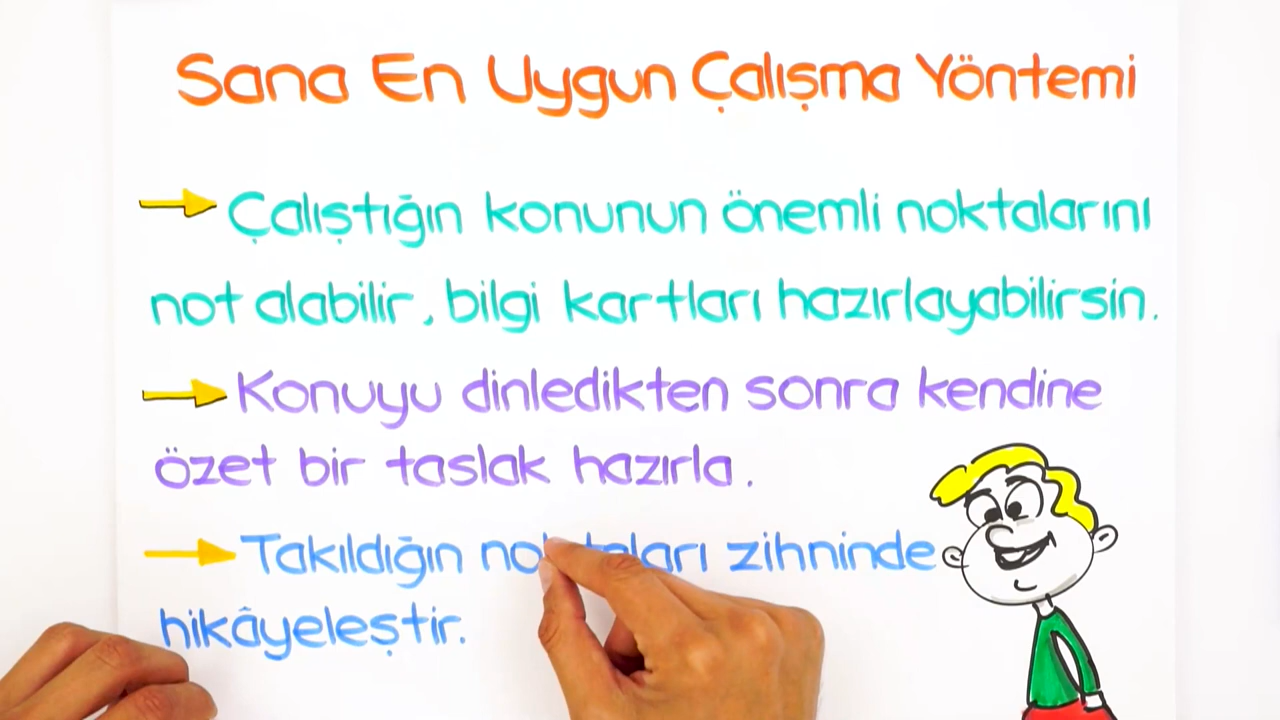 Sana En Uygun Çalışma Yöntemi
Çalıştığın konunun önemli noktalarını
not alabilir, bilgi kartları hazırlayabilirsin.
Konuyu dinledikten sonra kendine
özet bir taslak hazırla.
Takıldığın noktaları zihninde
hikâyeleştir.